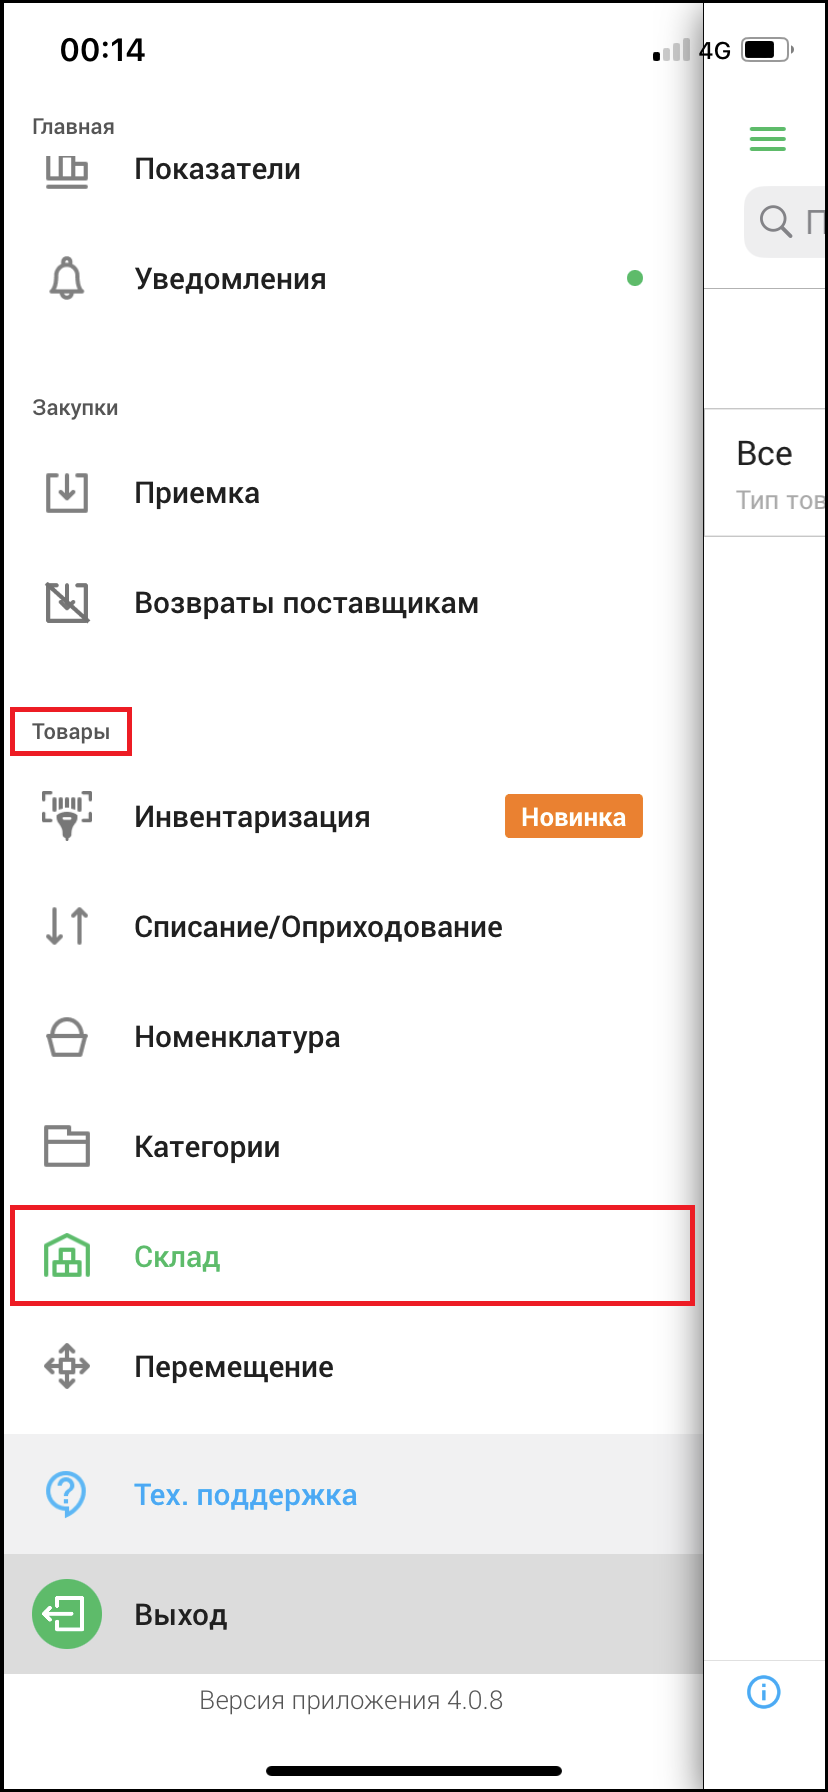 00:14
4G
Главная
Показатели
Уведомления
Закупки
Приемка
Возвраты поставщикам
Товары
Инвентаризация
Новинка
Списание/Оприходование
Номенклатура
Категории
Склад
Перемещение
Тех. поддержка
Выход
Версия приложения 4.0.8
П
Все
Тип тов